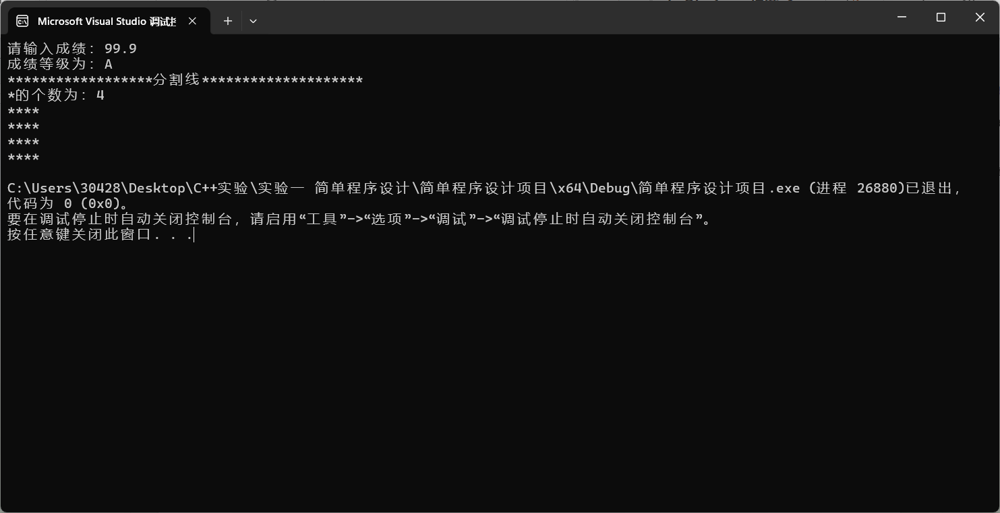 Microsoft Visual Studio 调试
请输入成绩：99.9
成绩等级为：A
******************分割线********************
*的个数为：4
****
****
****
****
C:\Users\30428\Desktop\C++实验\实验一 简单程序设计\简单程序设计项目\x64\Debug\简单程序设计项目.exe (进程 26880)已退出，
代码为 0 (0x0)。
要在调试停止时自动关闭控制台，请启用“工具”->“选项”->“调试”->“调试停止时自动关闭控制台”。
按任意键关闭此窗口. . .